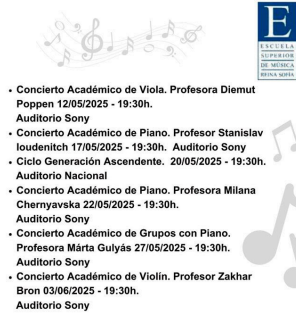 E
ESCUELA
SUPERIOR
DE MÚSICA
REINA SOFÍA
• Concierto Académico de Viola. Profesora Diemut
Poppen 12/05/2025 - 19:30h.
Auditorio Sony
• Concierto Académico de Piano. Profesor Stanislav
Ioudenitch 17/05/2025 - 19:30h. Auditorio Sony
• Ciclo Generación Ascendente. 20/05/2025 - 19:30h.
Auditorio Nacional
• Concierto Académico de Piano. Profesora Milana
Chernyavska 22/05/2025 - 19:30h.
Auditorio Sony
• Concierto Académico de Grupos con Piano.
Profesora Márta Gulyás 27/05/2025 - 19:30h.
Auditorio Sony
• Concierto Académico de Violín. Profesor Zakhar
Bron 03/06/2025 - 19:30h.
Auditorio Sony